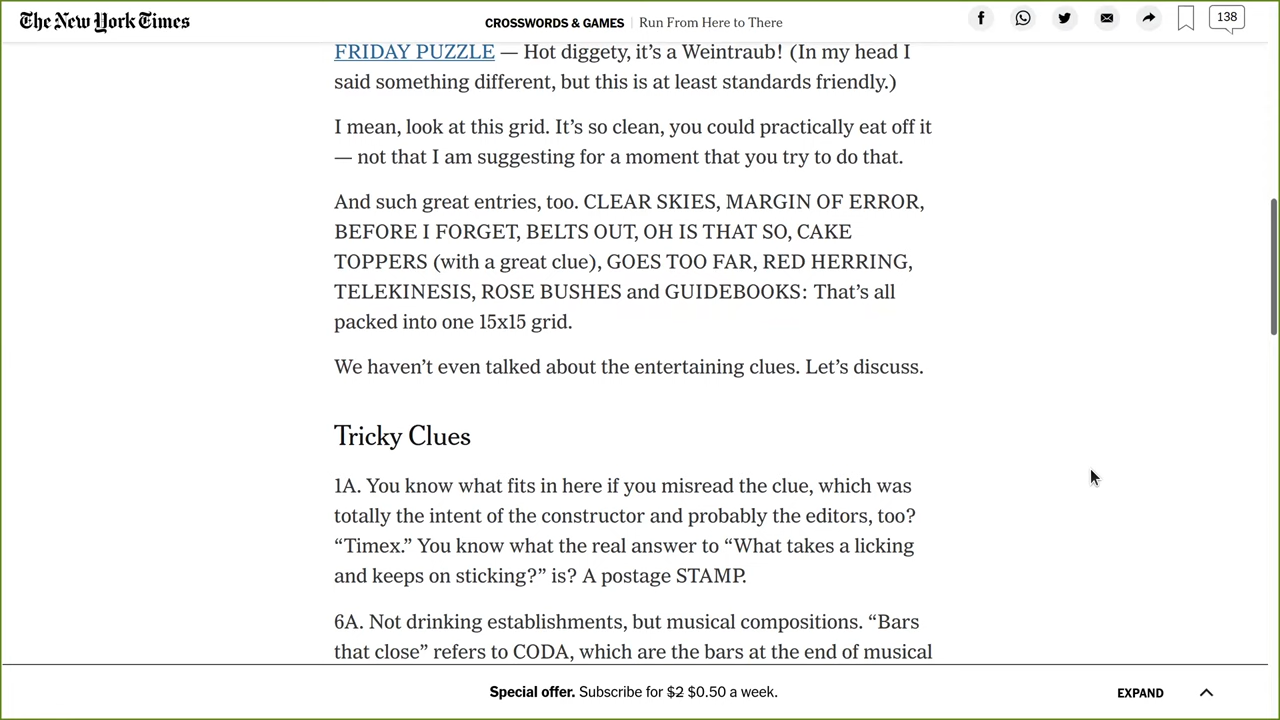 The New York Times
CROSSWORDS & GAMES | Run From Here to There
138
FRIDAY PUZZLE — Hot diggety, it’s a Weintraub! (In my head I
said something different, but this is at least standards friendly.)
I mean, look at this grid. It’s so clean, you could practically eat off it
— not that I am suggesting for a moment that you try to do that.
And such great entries, too. CLEAR SKIES, MARGIN OF ERROR,
BEFORE I FORGET, BELTS OUT, OH IS THAT SO, CAKE
TOPPERS (with a great clue), GOES TOO FAR, RED HERRING,
TELEKINESIS, ROSE BUSHES and GUIDEBOOKS: That’s all
packed into one 15x15 grid.
We haven’t even talked about the entertaining clues. Let’s discuss.
Tricky Clues
1A. You know what fits in here if you misread the clue, which was
totally the intent of the constructor and probably the editors, too?
“Timex.” You know what the real answer to “What takes a licking
and keeps on sticking?” is? A postage STAMP.
6A. Not drinking establishments, but musical compositions. “Bars
that close” refers to CODA, which are the bars at the end of musical
Special offer. Subscribe for $2 $0.50 a week.
EXPAND